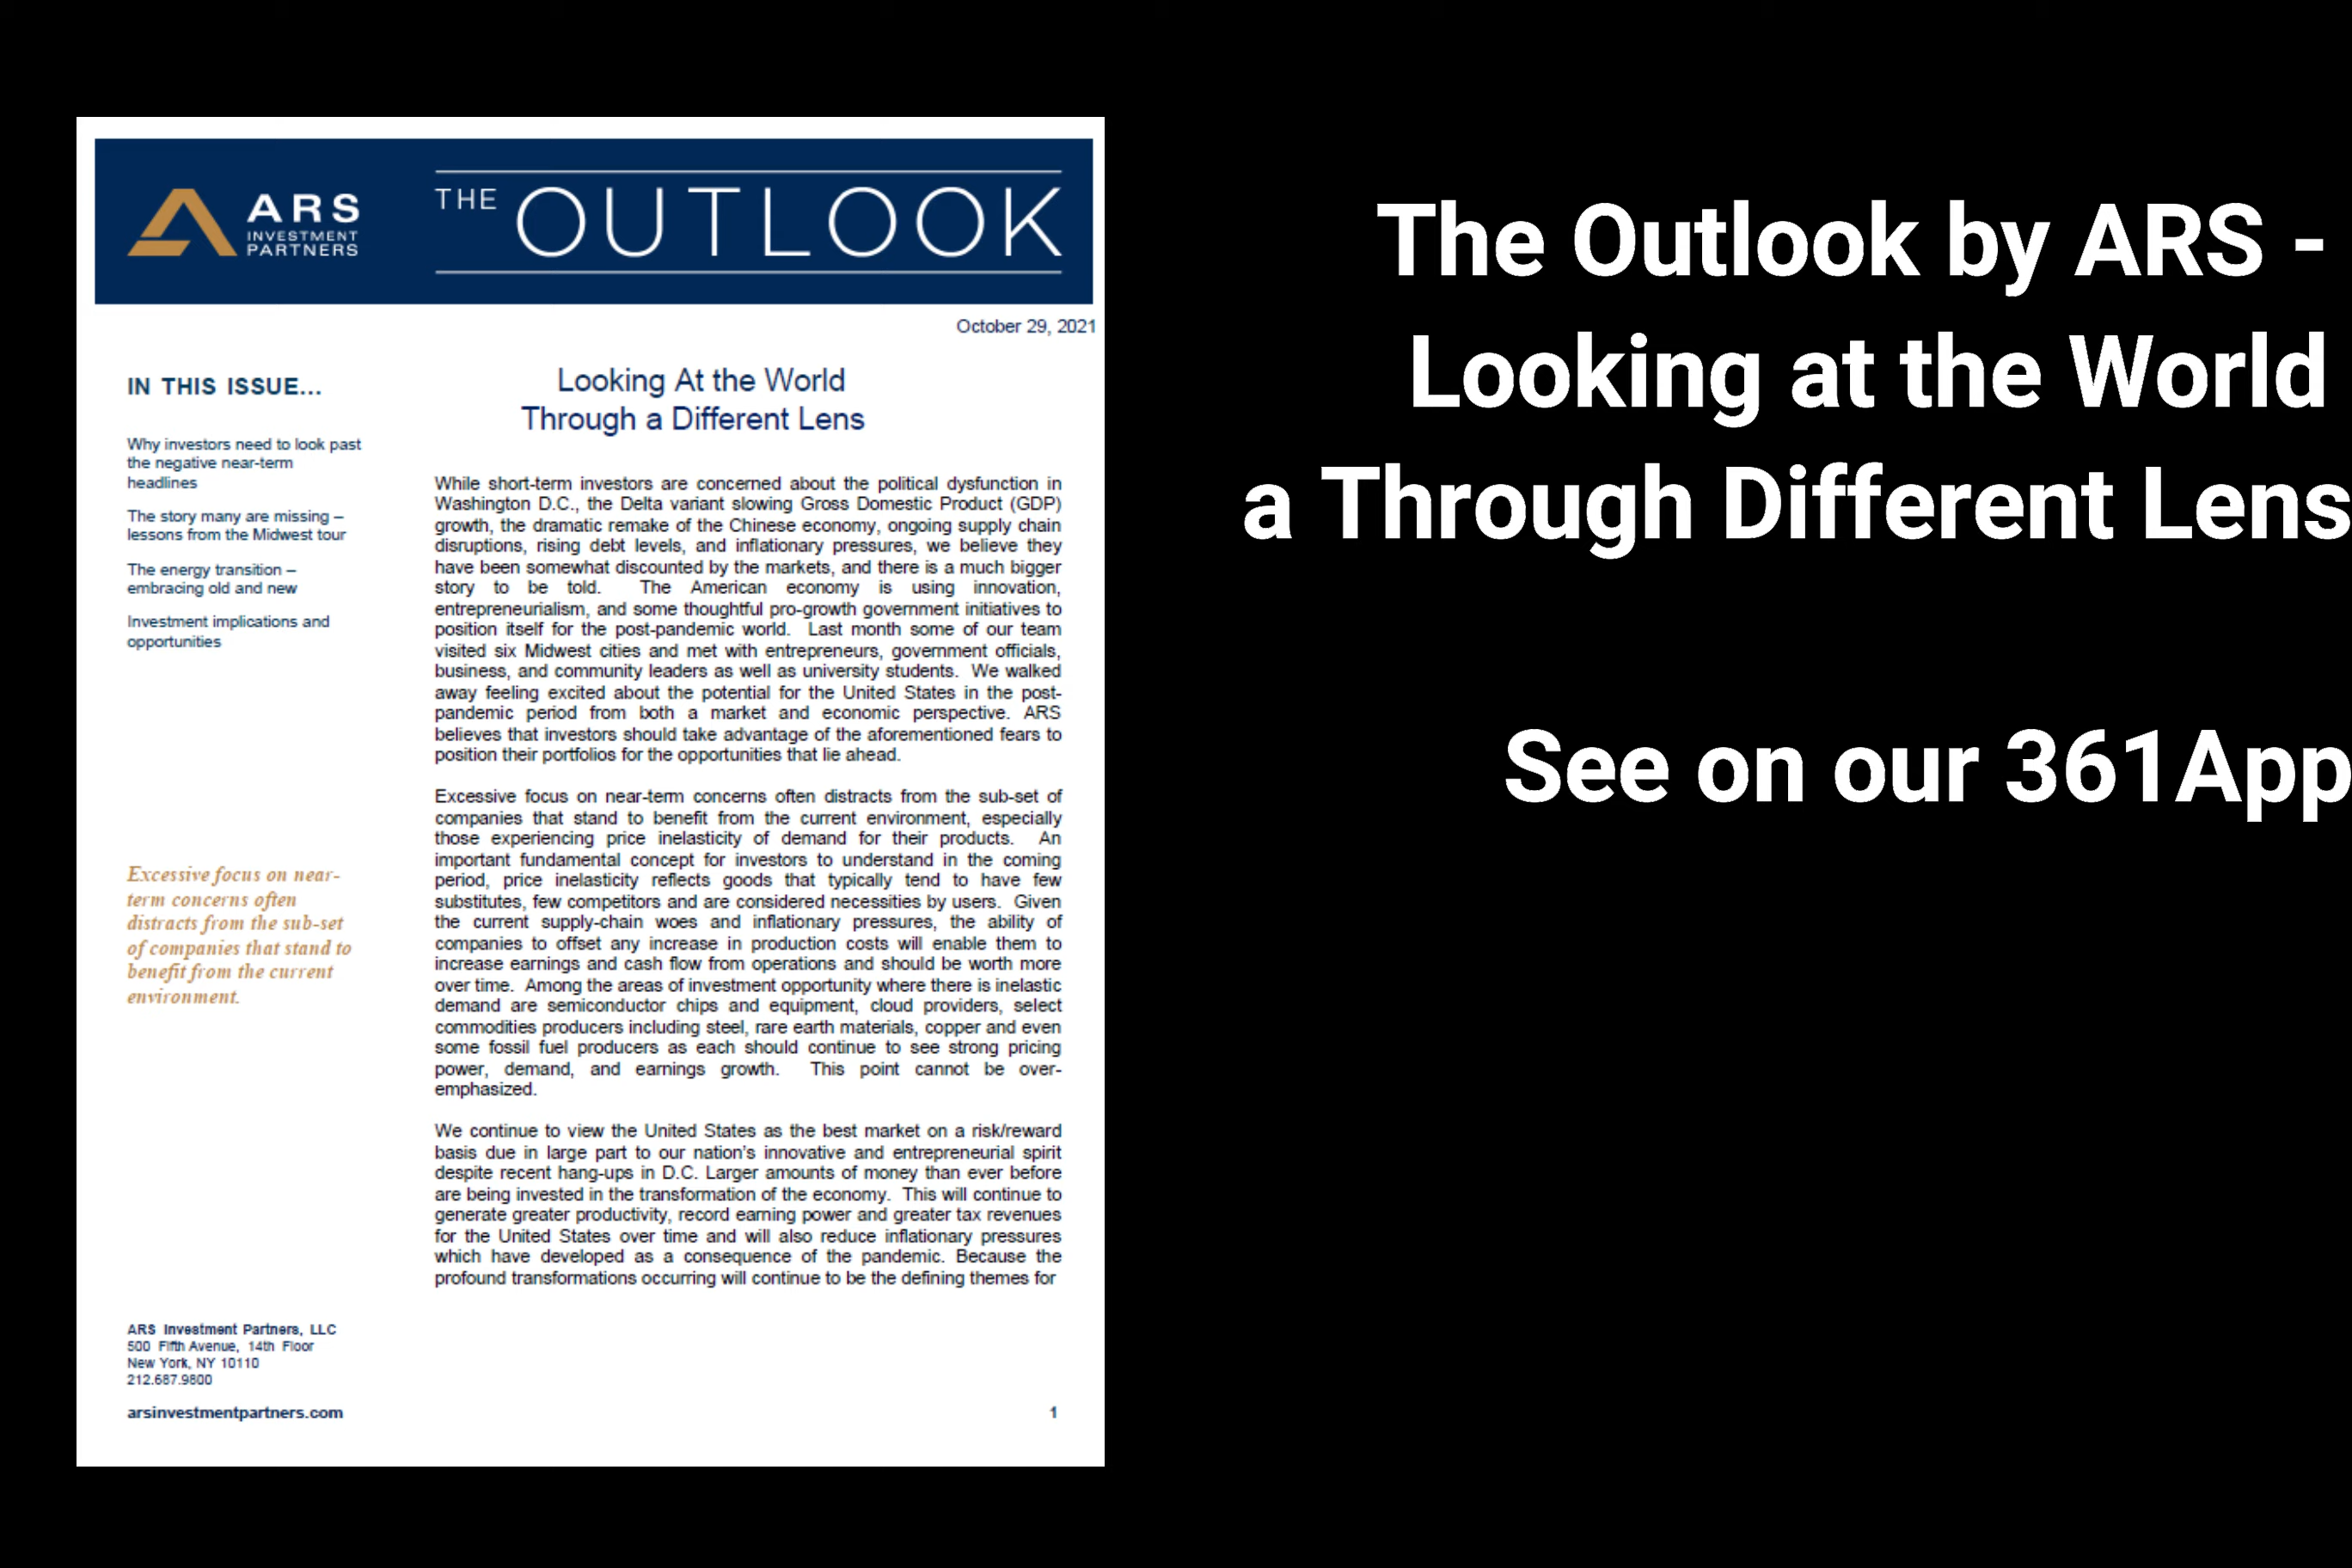 ARS
INVESTMENT
PARTNERS
THE OUTLOOK
October 29, 2021
IN THIS ISSUE...
Why investors need to look past
the negative near-term
headlines
The story many are missing –
lessons from the Midwest tour
The energy transition –
embracing old and new
Investment implications and
opportunities
Excessive focus on near-
term concerns often
distracts from the sub-set
of companies that stand to
benefit from the current
environment.
ARS Investment Partners, LLC
500 Fifth Avenue, 14th Floor
New York, NY 10110
212.687.9800
arsinvestmentpartners.com
Looking At the World
Through a Different Lens
While short-term investors are concerned about the political dysfunction in
Washington D.C., the Delta variant slowing Gross Domestic Product (GDP)
growth, the dramatic remake of the Chinese economy, ongoing supply chain
disruptions, rising debt levels, and inflationary pressures, we believe they
have been somewhat discounted by the markets, and there is a much bigger
story to be told. The American economy is using innovation,
entrepreneurialism, and some thoughtful pro-growth government initiatives to
position itself for the post-pandemic world. Last month some of our team
visited six Midwest cities and met with entrepreneurs, government officials,
business, and community leaders as well as university students. We walked
away feeling excited about the potential for the United States in the post-
pandemic period from both a market and economic perspective. ARS
believes that investors should take advantage of the aforementioned fears to
position their portfolios for the opportunities that lie ahead.
Excessive focus on near-term concerns often distracts from the sub-set of
companies that stand to benefit from the current environment, especially
those experiencing price inelasticity of demand for their products. An
important fundamental concept for investors to understand in the coming
period, price inelasticity reflects goods that typically tend to have few
substitutes, few competitors and are considered necessities by users. Given
the current supply-chain woes and inflationary pressures, the ability of
companies to offset any increase in production costs will enable them to
increase earnings and cash flow from operations and should be worth more
over time. Among the areas of investment opportunity where there is inelastic
demand are semiconductor chips and equipment, cloud providers, select
commodities producers including steel, rare earth materials, copper and even
some fossil fuel producers as each should continue to see strong pricing
power, demand, and earnings growth. This point cannot be over-
emphasized.
We continue to view the United States as the best market on a risk/reward
basis due in large part to our nation's innovative and entrepreneurial spirit
despite recent hang-ups in D.C. Larger amounts of money than ever before
are being invested in the transformation of the economy. This will continue to
generate greater productivity, record earning power and greater tax revenues
for the United States over time and will also reduce inflationary pressures
which have developed as a consequence of the pandemic. Because the
profound transformations occurring will continue to be the defining themes for
1
The Outlook by ARS -
Looking at the World
a Through Different Lens
See on our 361App